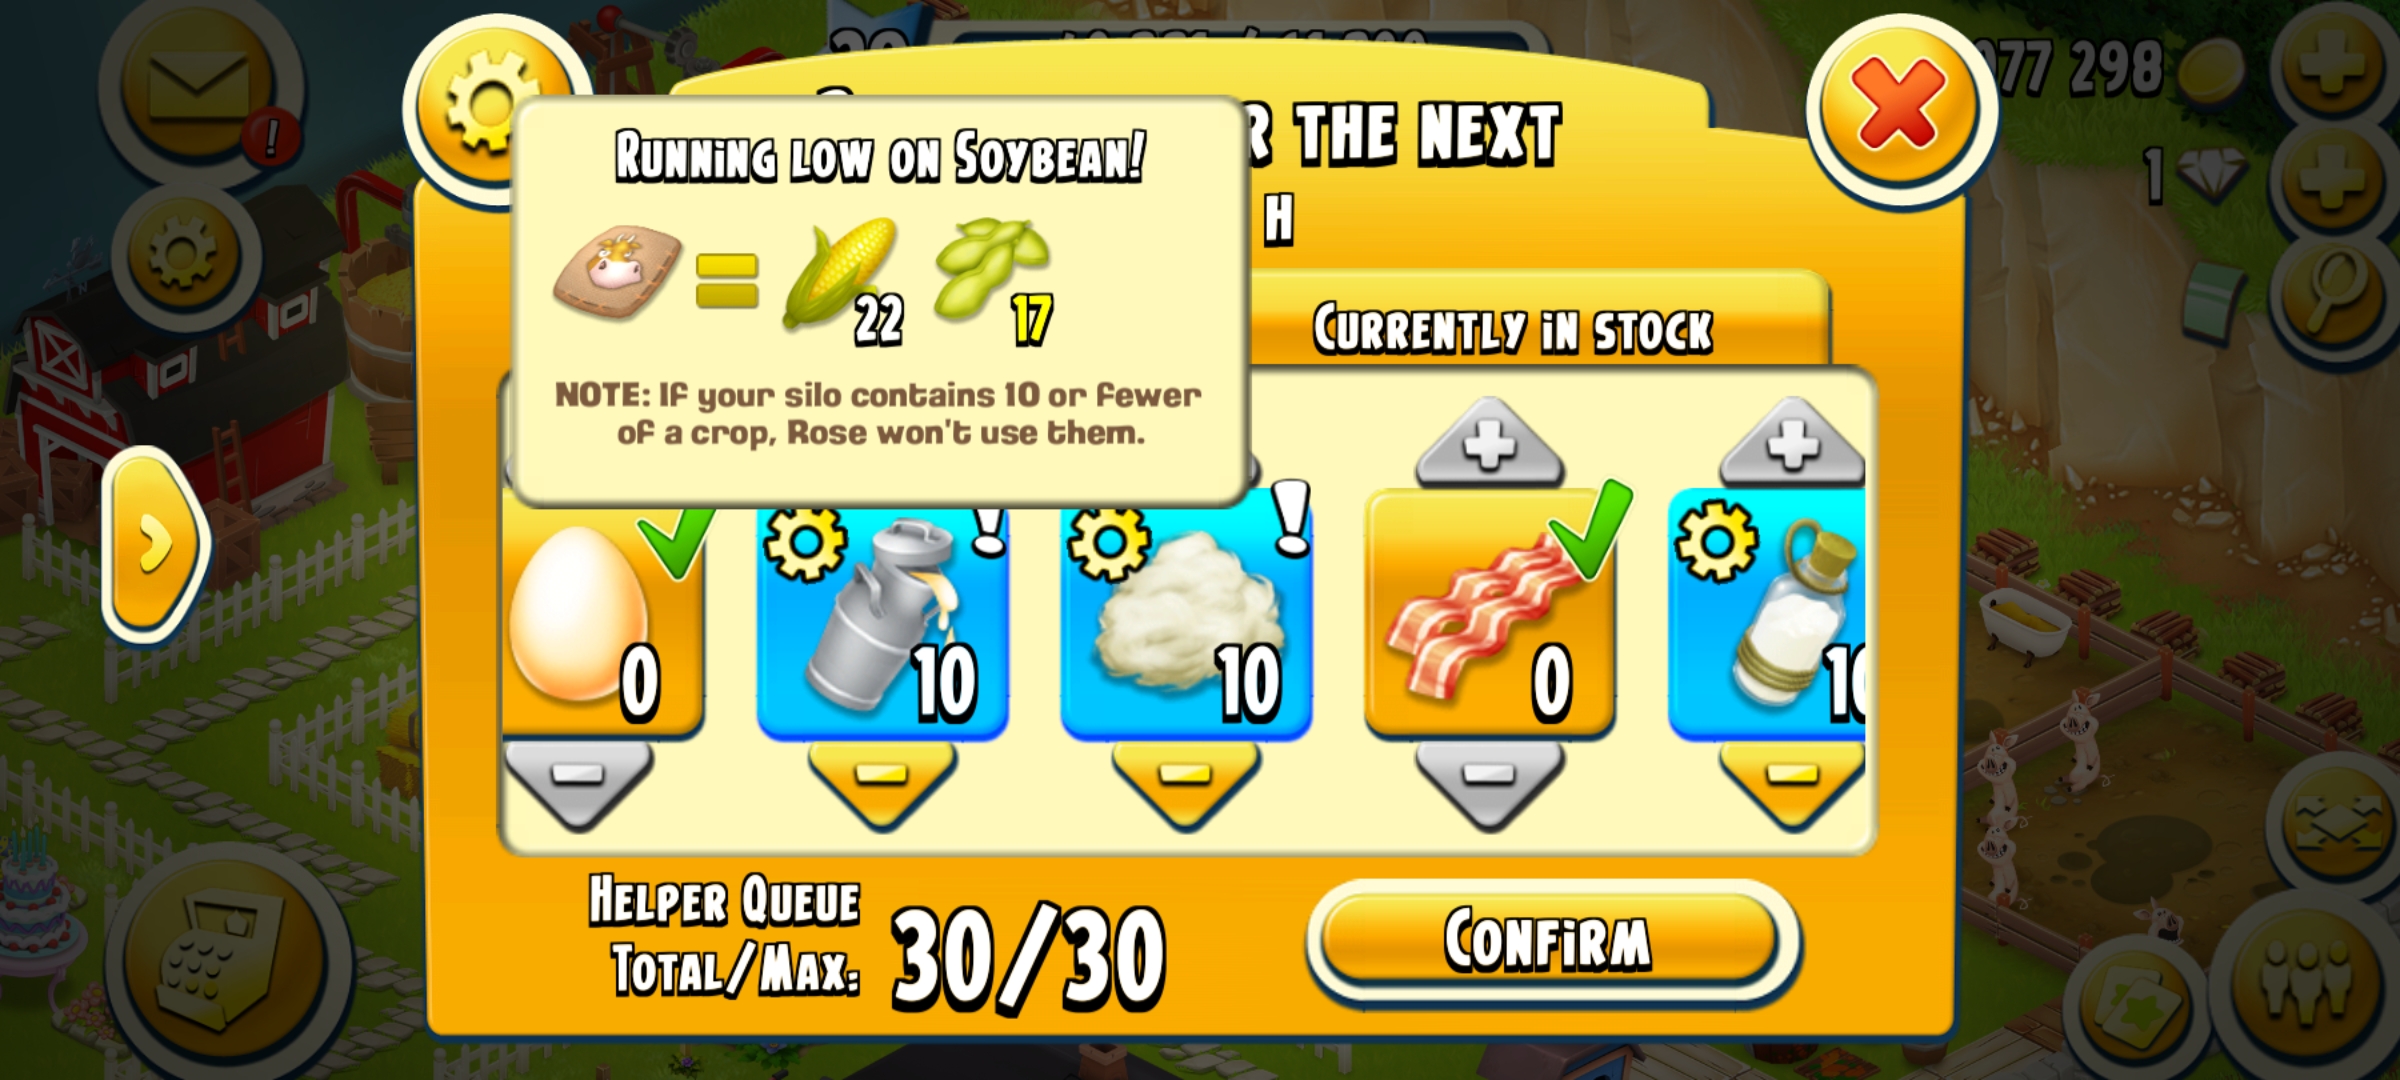 077 298
1
R THE NEXT
H
RUNNING LOW ON SOYBEAN!
22
17
NOTE: If your silo contains 10 or fewer
of a crop, Rose won't use them.
CURRENTLY IN STOCK
0
10
10
0
10
HELPER QUEUE
TOTAL/MAX:
30/30
CONFIRM